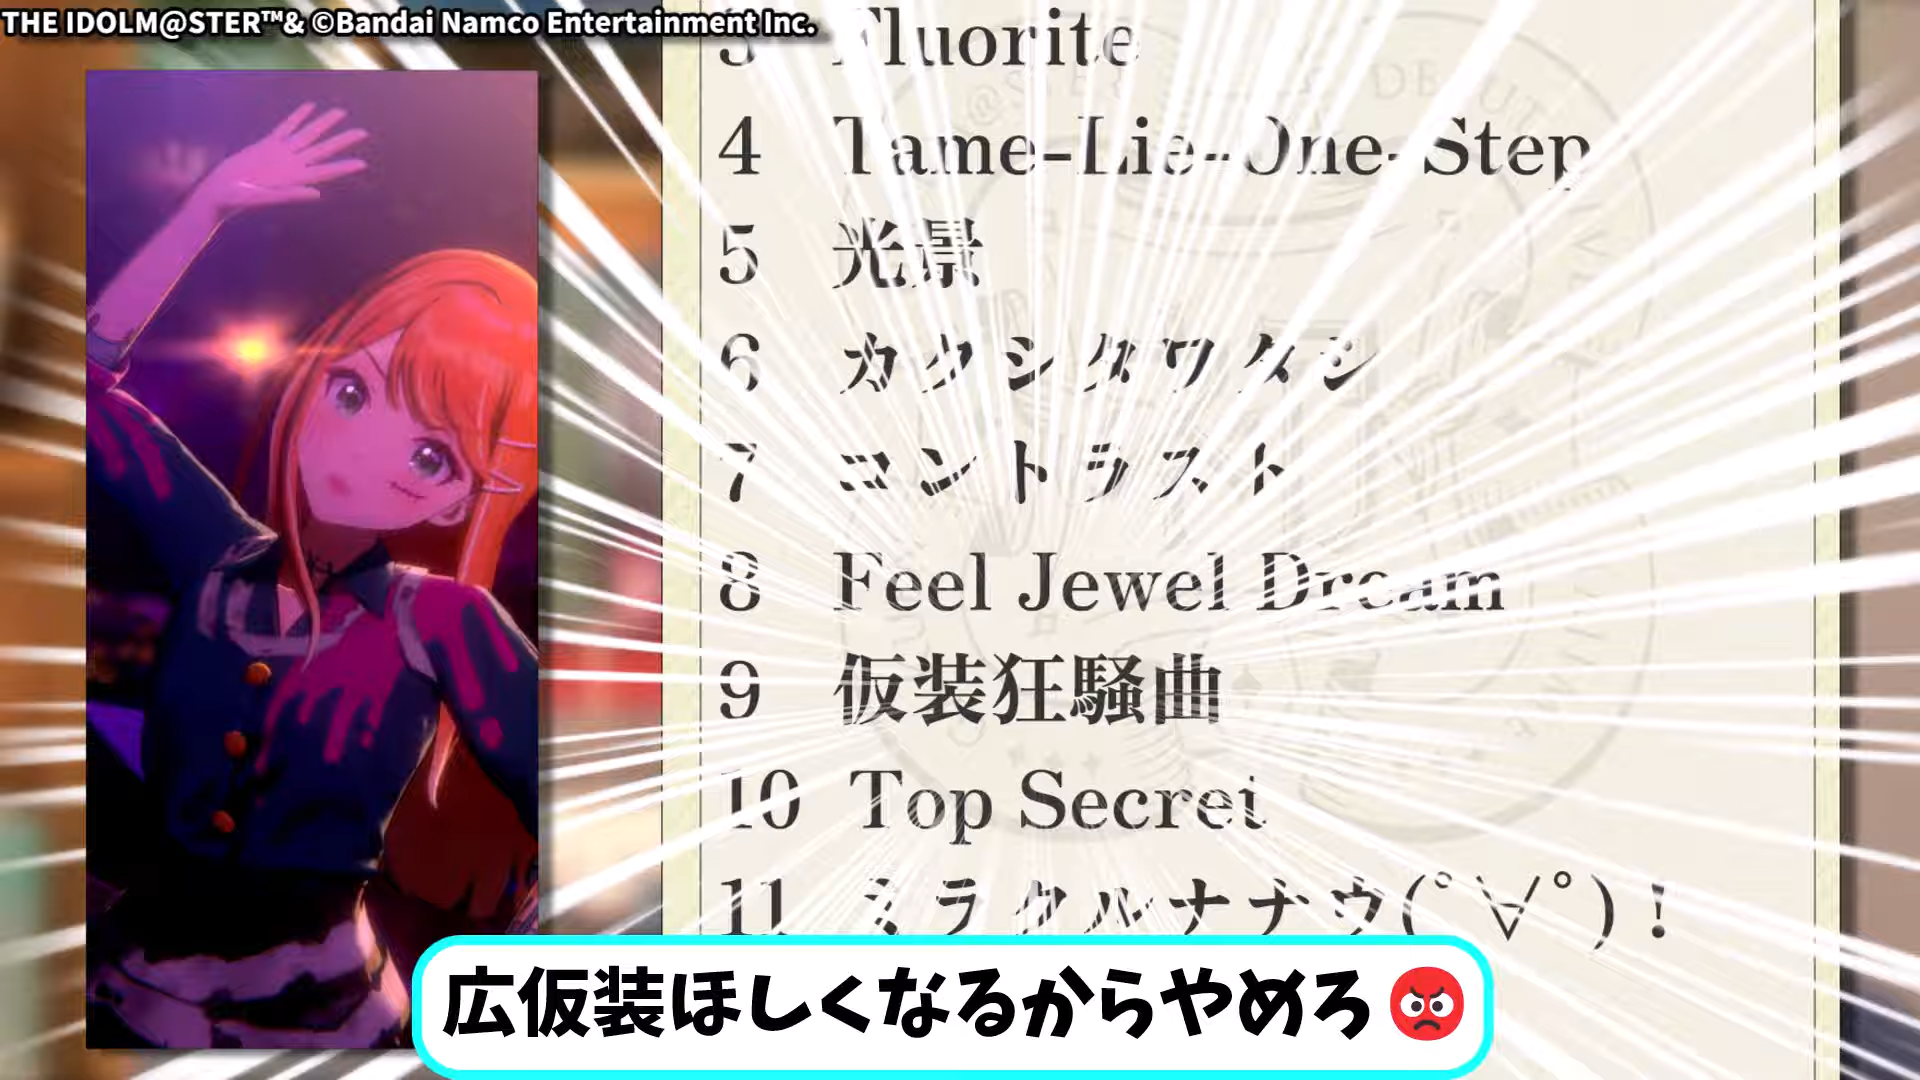 THE IDOLM@STER™& ©Bandai Namco Entertainment Inc.
3 Fluorite
4 Tame-Lie-One-Step
5 光景
6 カクシタワタシ
7 コントラスト
8 Feel Jewel Dream
9 仮装狂騒曲
10 Top Secret
11 ミラクルナナウ(ﾟ∀ﾟ)!
広仮装ほしくなるからやめろ😡